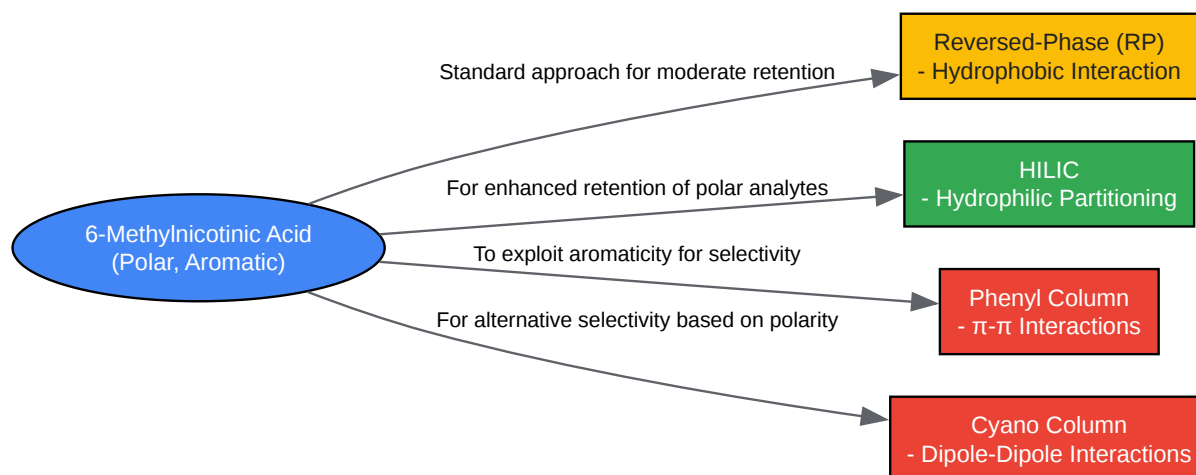 6-Methylnicotinic Acid
(Polar, Aromatic)
Standard approach for moderate retention
Reversed-Phase (RP)
- Hydrophobic Interaction
For enhanced retention of polar analytes
HILIC
- Hydrophilic Partitioning
To exploit aromaticity for selectivity
Phenyl Column
- π-π Interactions
For alternative selectivity based on polarity
Cyano Column
- Dipole-Dipole Interactions